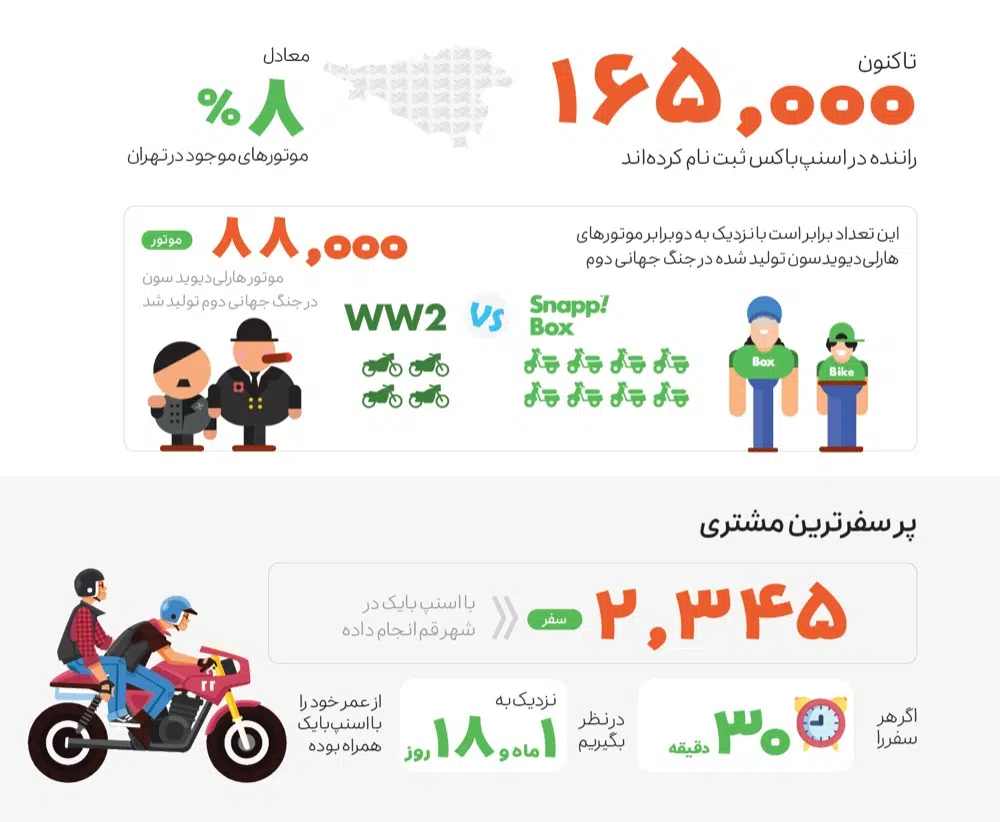 تاکنون
۱۶۵,۰۰۰
راننده در اسنپ‌باکس ثبت نام کرده‌اند
معادل
۸%
موتورهای موجود در تهران
این تعداد برابر است با نزدیک به دو برابر موتورهای
هارلی‌دیوید سون تولید شده در جنگ جهانی دوم
۸۸,۰۰۰ موتور
موتور هارلی دیوید سون
در جنگ جهانی دوم تولید شد
Snapp!
Box
VS
WW2
Box
Bike
پر سفرترین مشتری
۲,۳۴۵ سفر
با اسنپ بایک در
شهر قم انجام داده
اگر هر
سفر را
۳۰ دقیقه
در نظر
بگیریم
نزدیک به
۱ ماه و ۱۸ روز
از عمر خود را
با اسنپ‌بایک
همراه بوده
۲۲